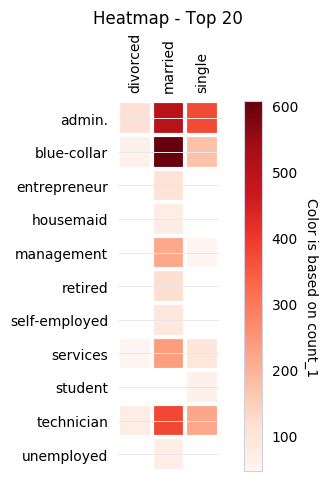 Heatmap - Top 20
divorced
married
single
admin.
blue-collar
entrepreneur
housemaid
management
retired
self-employed
services
student
technician
unemployed
600
500
400
300
200
100
Color is based on count_1